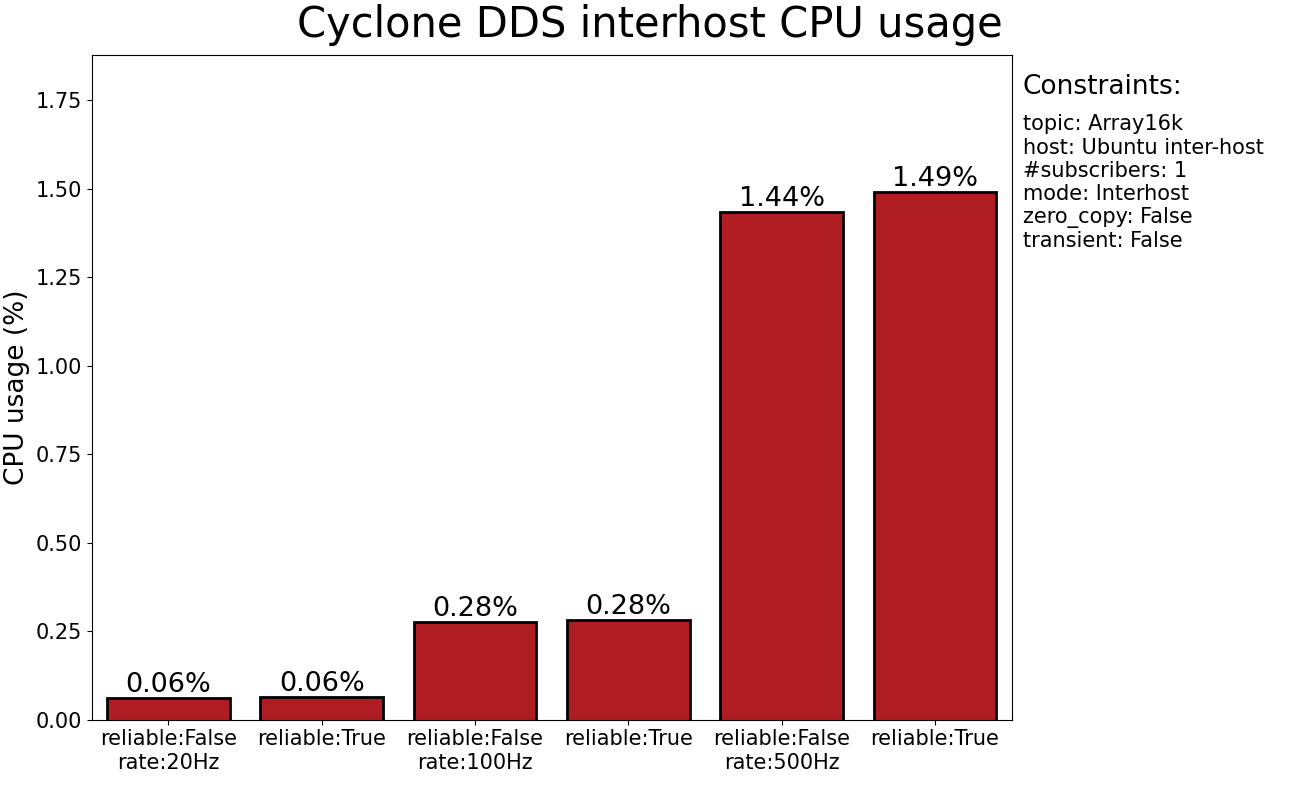 Cyclone DDS interhost CPU usage
CPU usage (%)
1.75
1.50
1.25
1.00
0.75
0.50
0.25
0.00
0.06%
0.06%
0.28%
0.28%
1.44%
1.49%
reliable:False reliable:True reliable:False reliable:True reliable:False reliable:True
rate:20Hz rate:100Hz rate:500Hz
Constraints:
topic: Array16k
host: Ubuntu inter-host
#subscribers: 1
mode: Interhost
zero_copy: False
transient: False